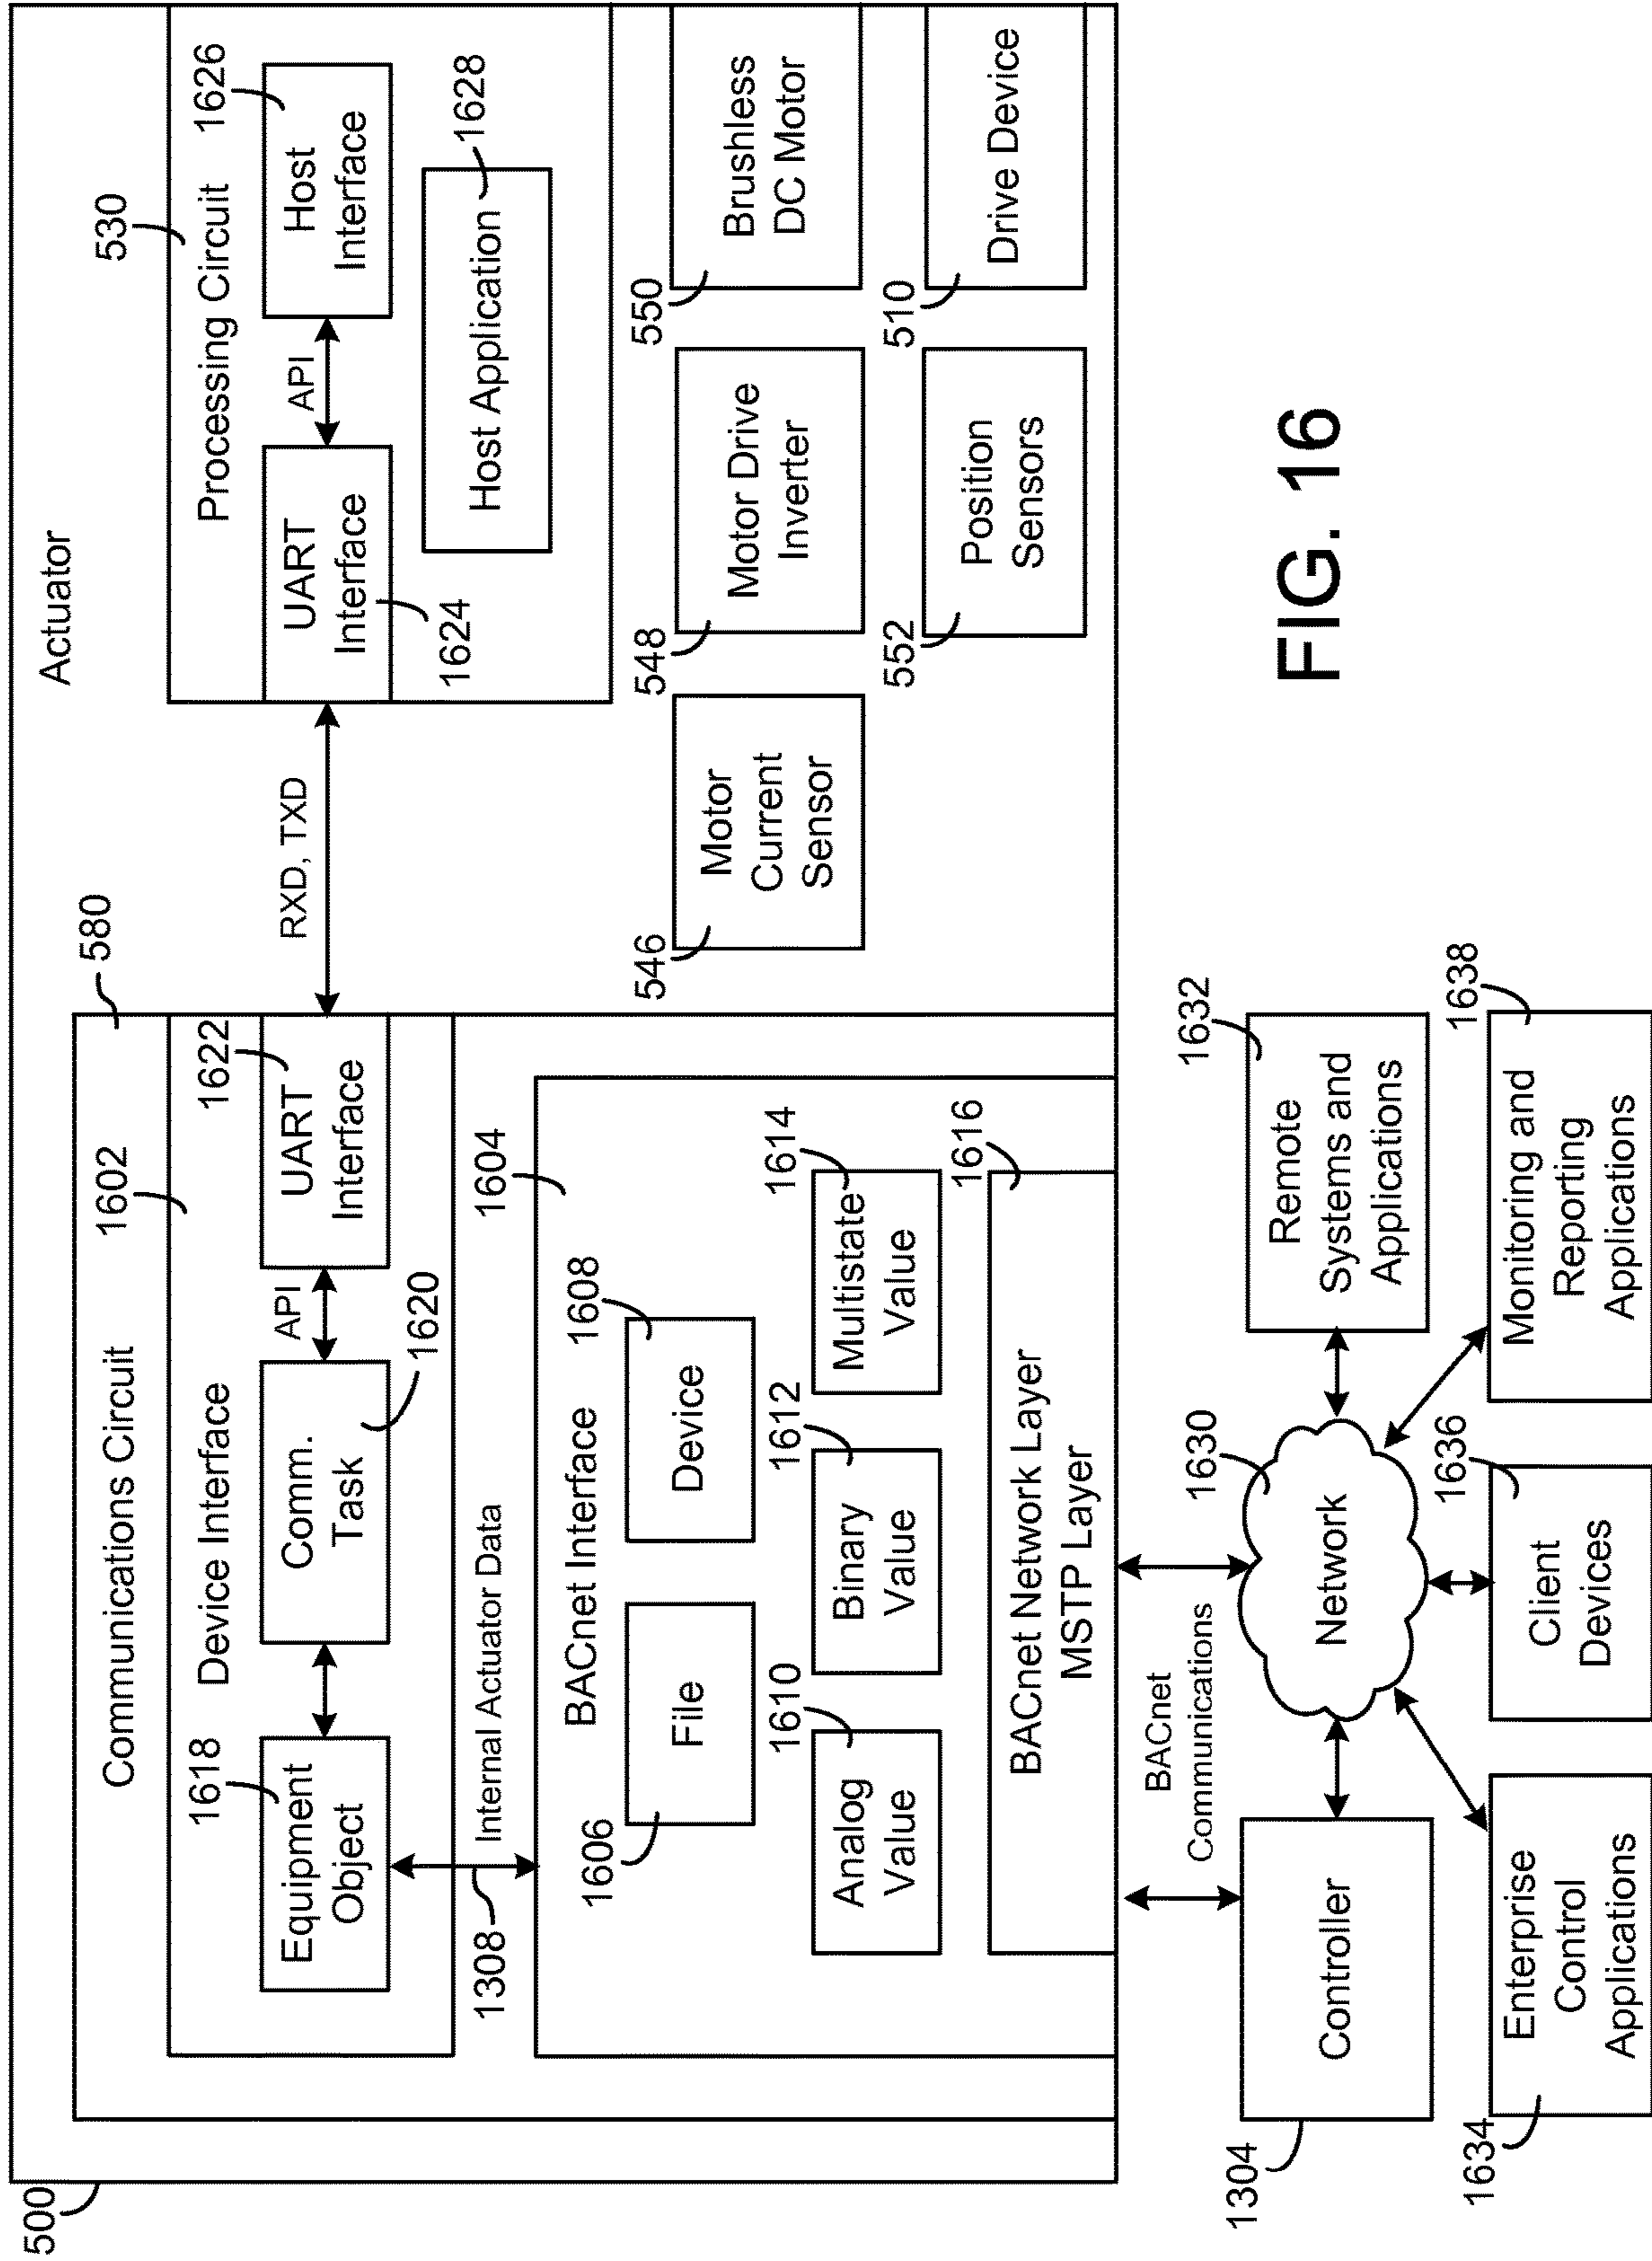 500
Actuator
580
Communications Circuit
1602
Device Interface
1618
Equipment
Object
Comm.
Task
1620
API
1622
UART
Interface
RXD, TXD
530
Processing Circuit
UART
Interface
1624
API
1626
Host
Interface
Host Application
1628
1308
Internal Actuator Data
1604
BACnet Interface
1606
File
1608
Device
1610
Analog
Value
1612
Binary
Value
1614
Multistate
Value
1616
BACnet Network Layer
MSTP Layer
546
Motor
Current
Sensor
548
Motor Drive
Inverter
550
Brushless
DC Motor
552
Position
Sensors
510
Drive Device
BACnet
Communications
1304
Controller
1630
Network
1632
Remote
Systems and
Applications
1634
Enterprise
Control
Applications
1636
Client
Devices
1638
Monitoring and
Reporting
Applications
FIG. 16